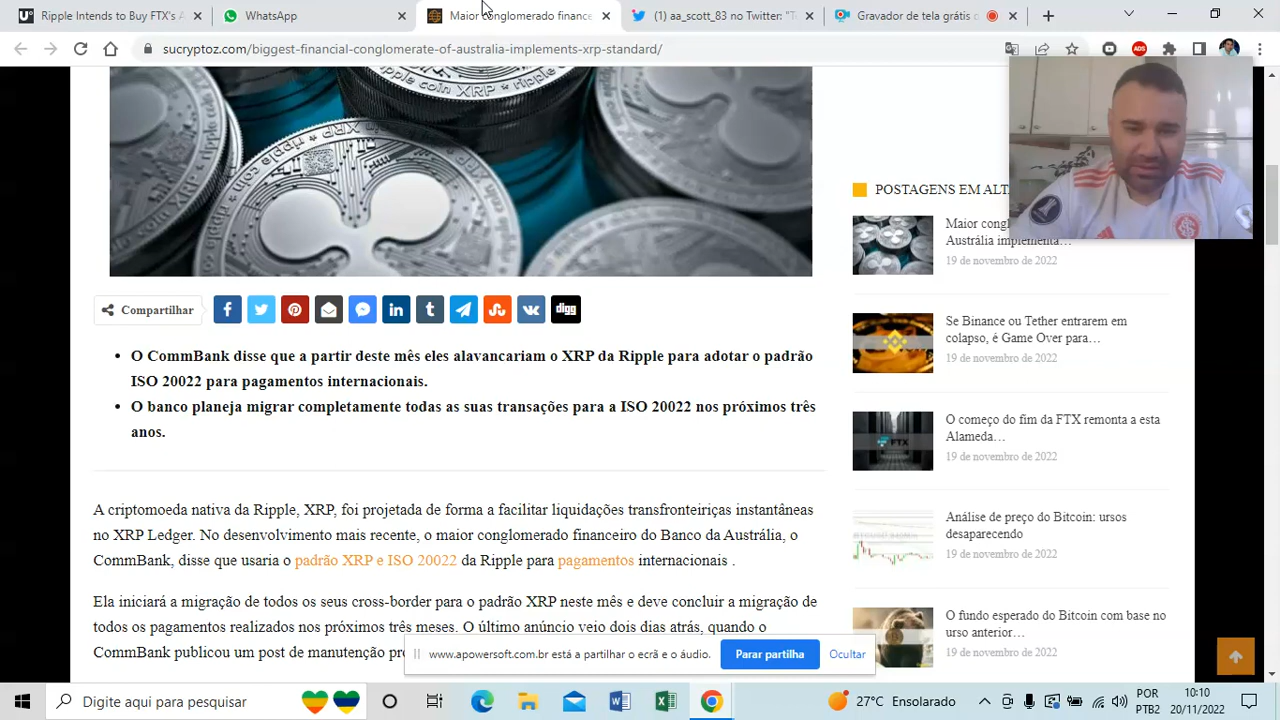 Ripple Intends to Buy FTX's A
WhatsApp
Maior conglomerado finance
(1) aa_scott_83 no Twitter: "T
Gravador de tela grátis
sucryptoz.com/biggest-financial-conglomerate-of-australia-implements-xrp-standard/
ADS
ripple coin XRP
POSTAGENS EM ALT
Maior congl
Austrália implementa…
19 de novembro de 2022
Compartilhar
digg
Se Binance ou Tether entrarem em
colapso, é Game Over para…
19 de novembro de 2022
• O CommBank disse que a partir deste mês eles alavancariam o XRP da Ripple para adotar o padrão
ISO 20022 para pagamentos internacionais.
• O banco planeja migrar completamente todas as suas transações para a ISO 20022 nos próximos três
anos.
FTX
O começo do fim da FTX remonta a esta
Alameda…
19 de novembro de 2022
A criptomoeda nativa da Ripple, XRP, foi projetada de forma a facilitar liquidações transfronteiriças instantâneas
no XRP Ledger. No desenvolvimento mais recente, o maior conglomerado financeiro do Banco da Austrália, o
CommBank, disse que usaria o padrão XRP e ISO 20022 da Ripple para pagamentos internacionais .
Análise de preço do Bitcoin: ursos
desaparecendo
19 de novembro de 2022
Ela iniciará a migração de todos os seus cross-border para o padrão XRP neste mês e deve concluir a migração de
todos os pagamentos realizados nos próximos três meses. O último anúncio veio dois dias atrás, quando o
CommBank publicou um post de manutenção pr
O fundo esperado do Bitcoin com base no
urso anterior…
19 de novembro de 2022
www.apowersoft.com.br está a partilhar o ecrã e o áudio.
Parar partilha
Ocultar
Digite aqui para pesquisar
27°C Ensolarado
POR
PTB2
10:10
20/11/2022